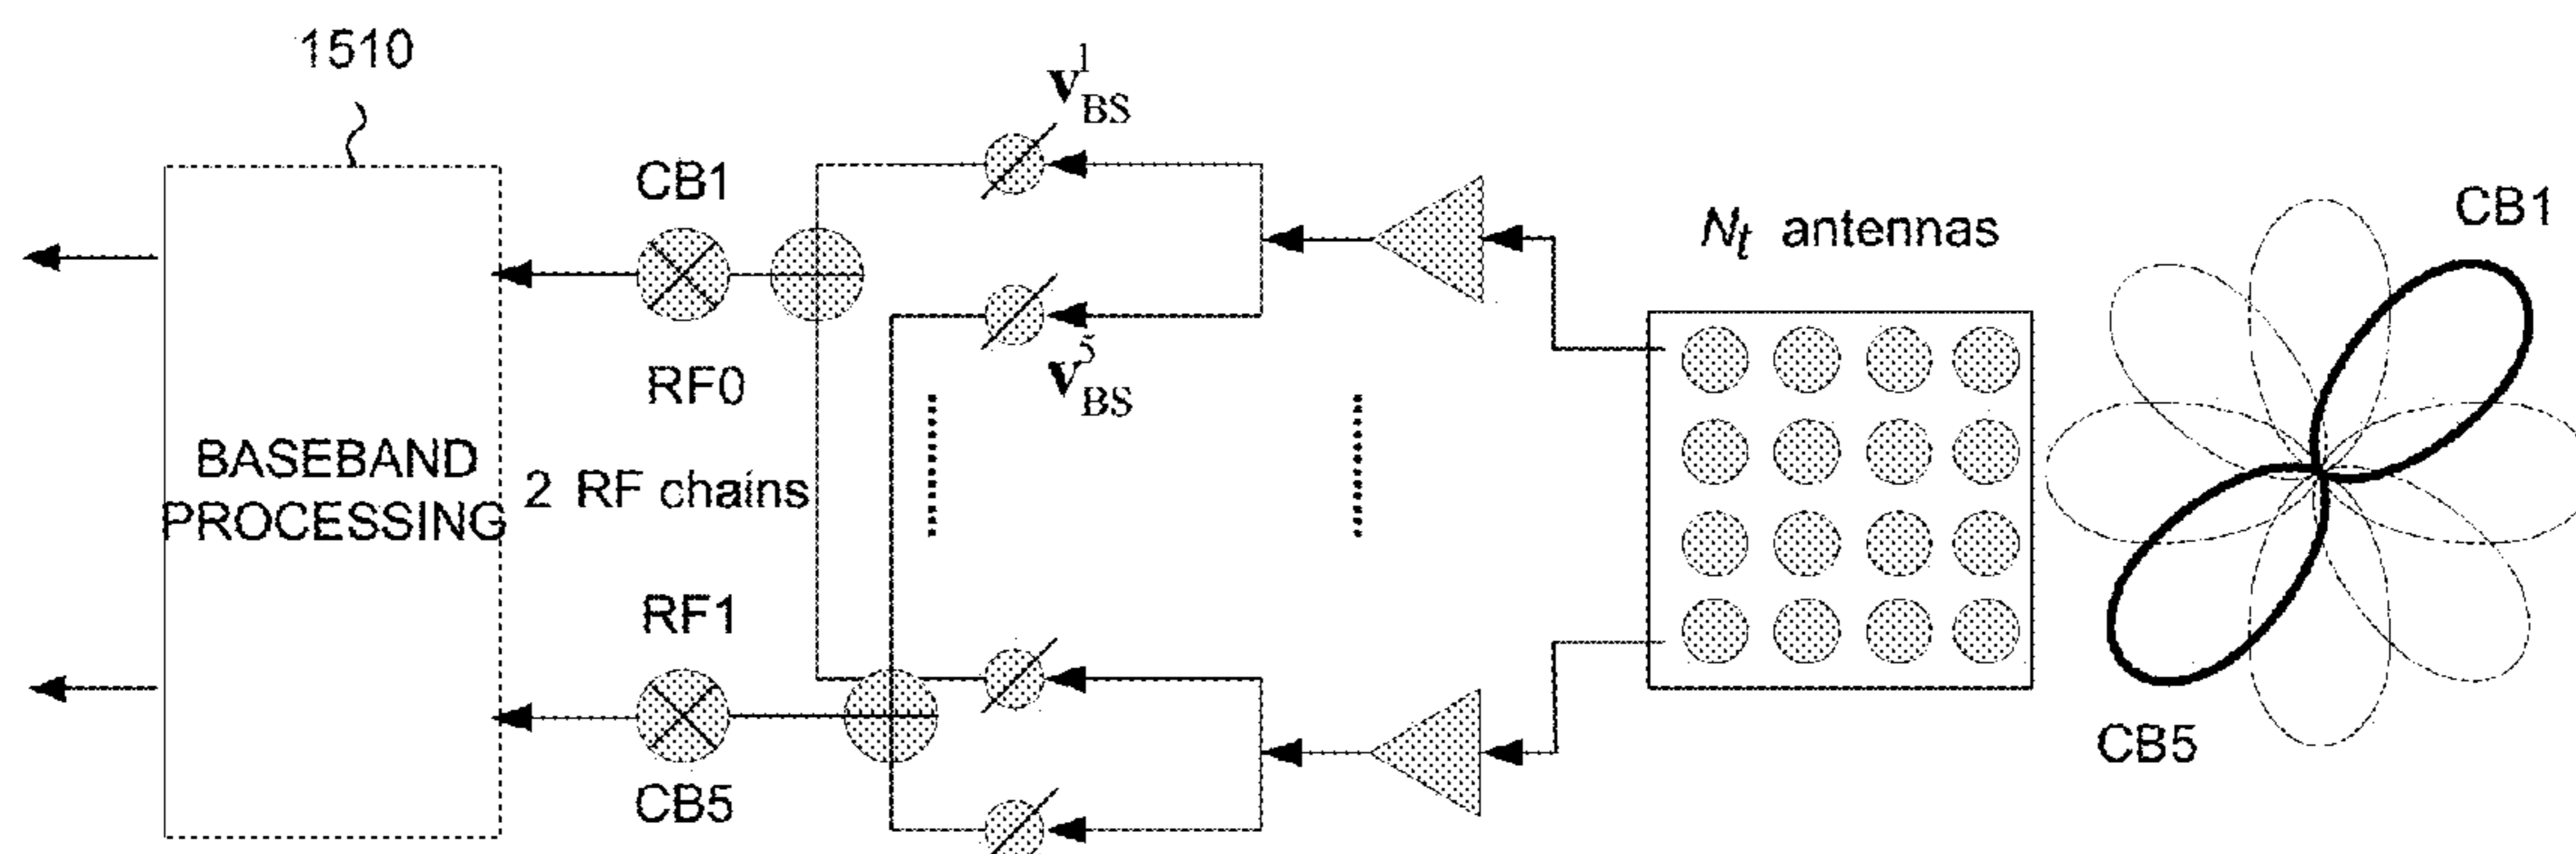 1510
v^1_BS
CB1
N_t antennas
CB1
v^5_BS
RF0
BASEBAND
PROCESSING
2 RF chains
RF1
CB5
CB5